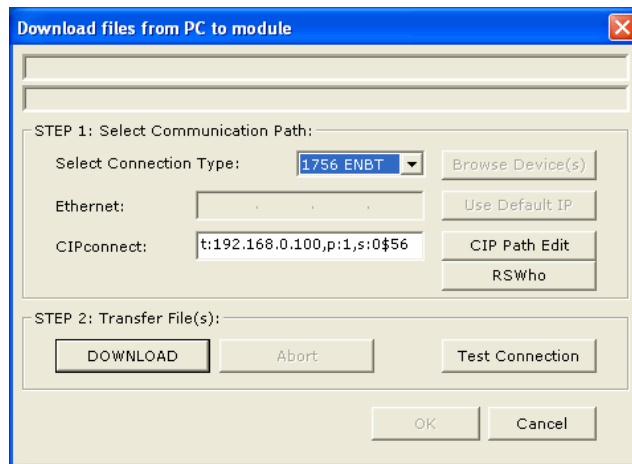 Download files from PC to module
STEP 1: Select Communication Path:
Select Connection Type: 1756 ENBT Browse Device(s)
Ethernet: . . . Use Default IP
CIPconnect: t:192.168.0.100,p:1,s:0$56 CIP Path Edit
RSWho
STEP 2: Transfer File(s):
DOWNLOAD Abort Test Connection
OK Cancel